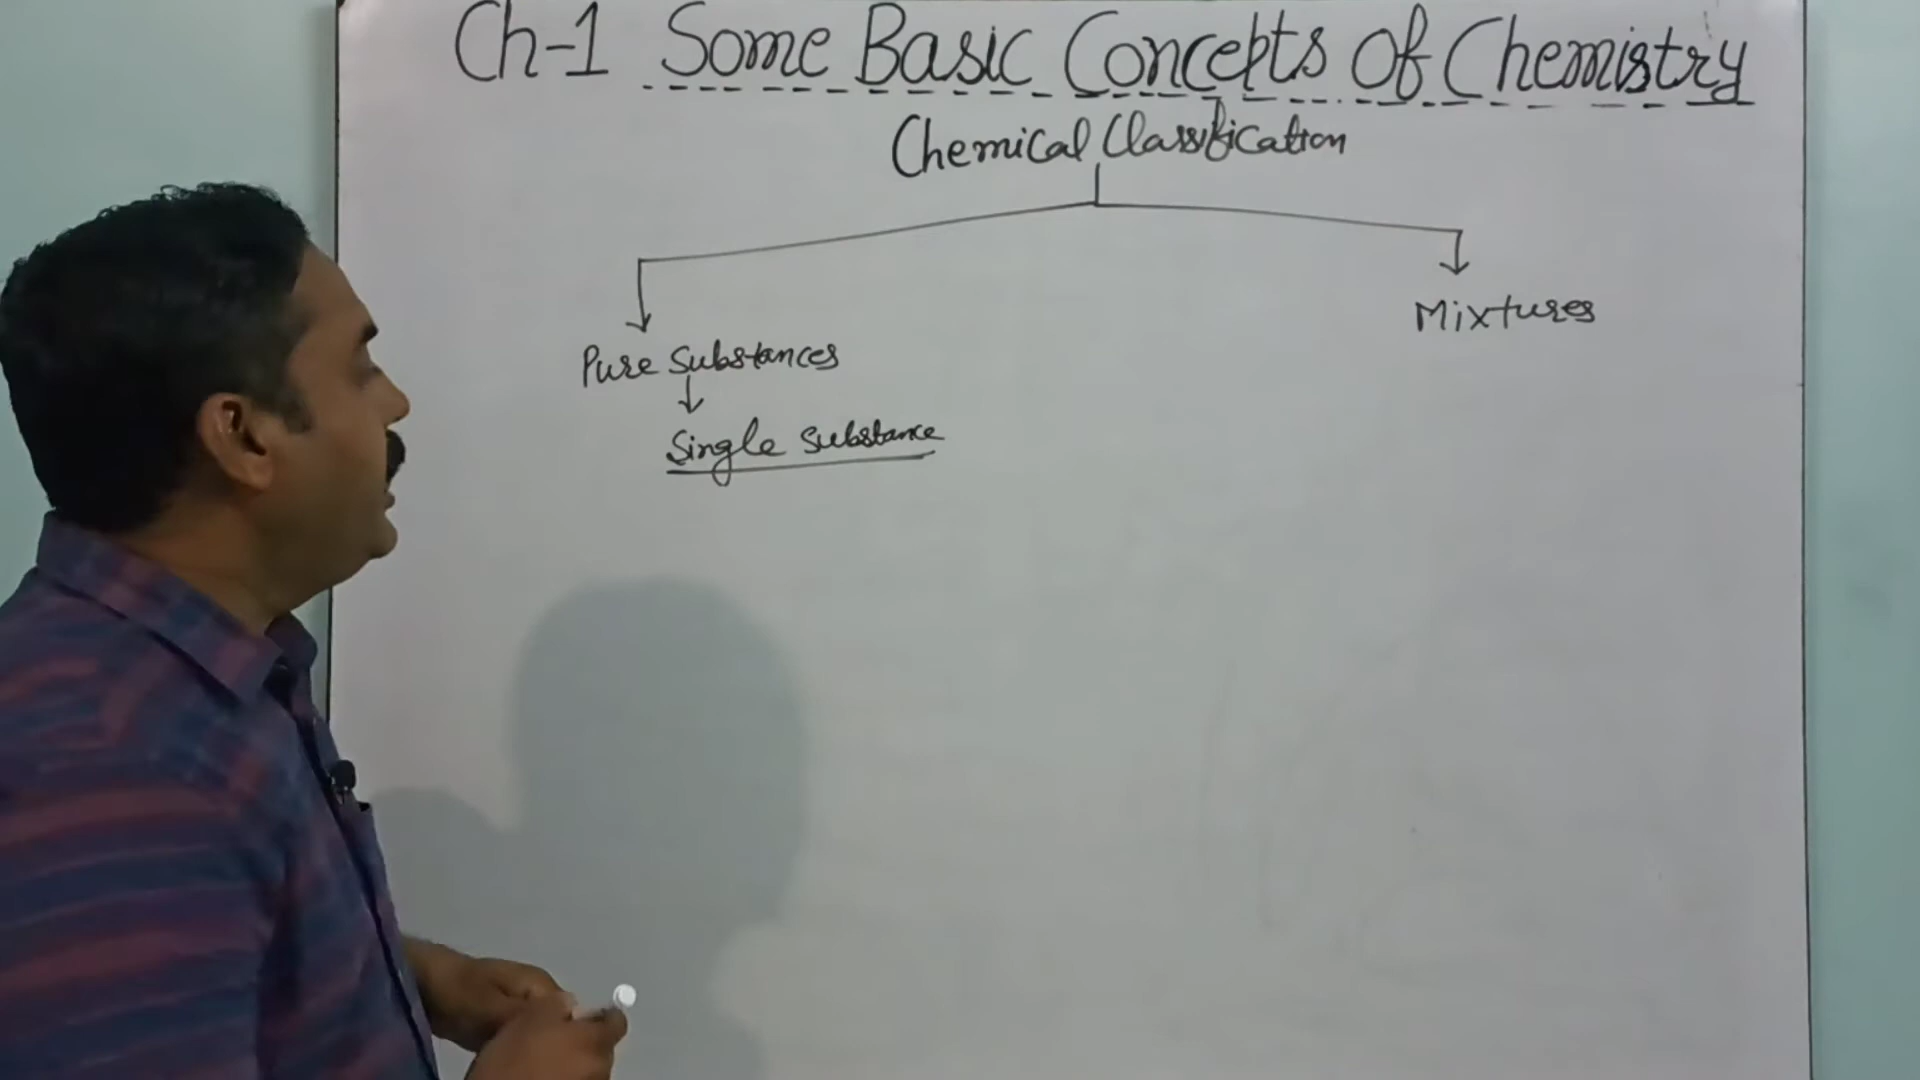 Ch-1 Some Basic Concepts Of Chemistry
Chemical Classification
Mixtures
Pure Substances
Single Substance